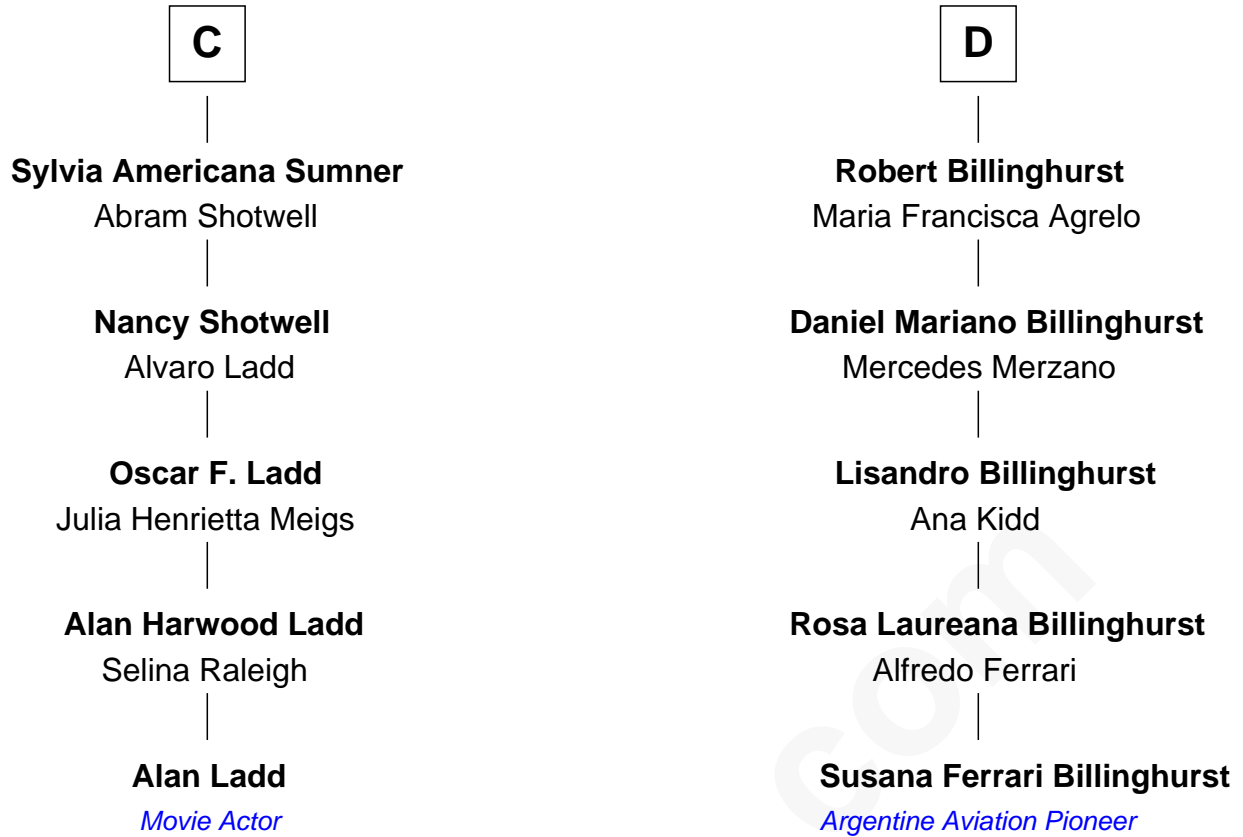 C
Sylvia Americana Sumner
Abram Shotwell
Nancy Shotwell
Alvaro Ladd
Oscar F. Ladd
Julia Henrietta Meigs
Alan Harwood Ladd
Selina Raleigh
Alan Ladd
Movie Actor
D
Robert Billinghurst
Maria Francisca Agrelo
Daniel Mariano Billinghurst
Mercedes Merzano
Lisandro Billinghurst
Ana Kidd
Rosa Laureana Billinghurst
Alfredo Ferrari
Susana Ferrari Billinghurst
Argentine Aviation Pioneer
com